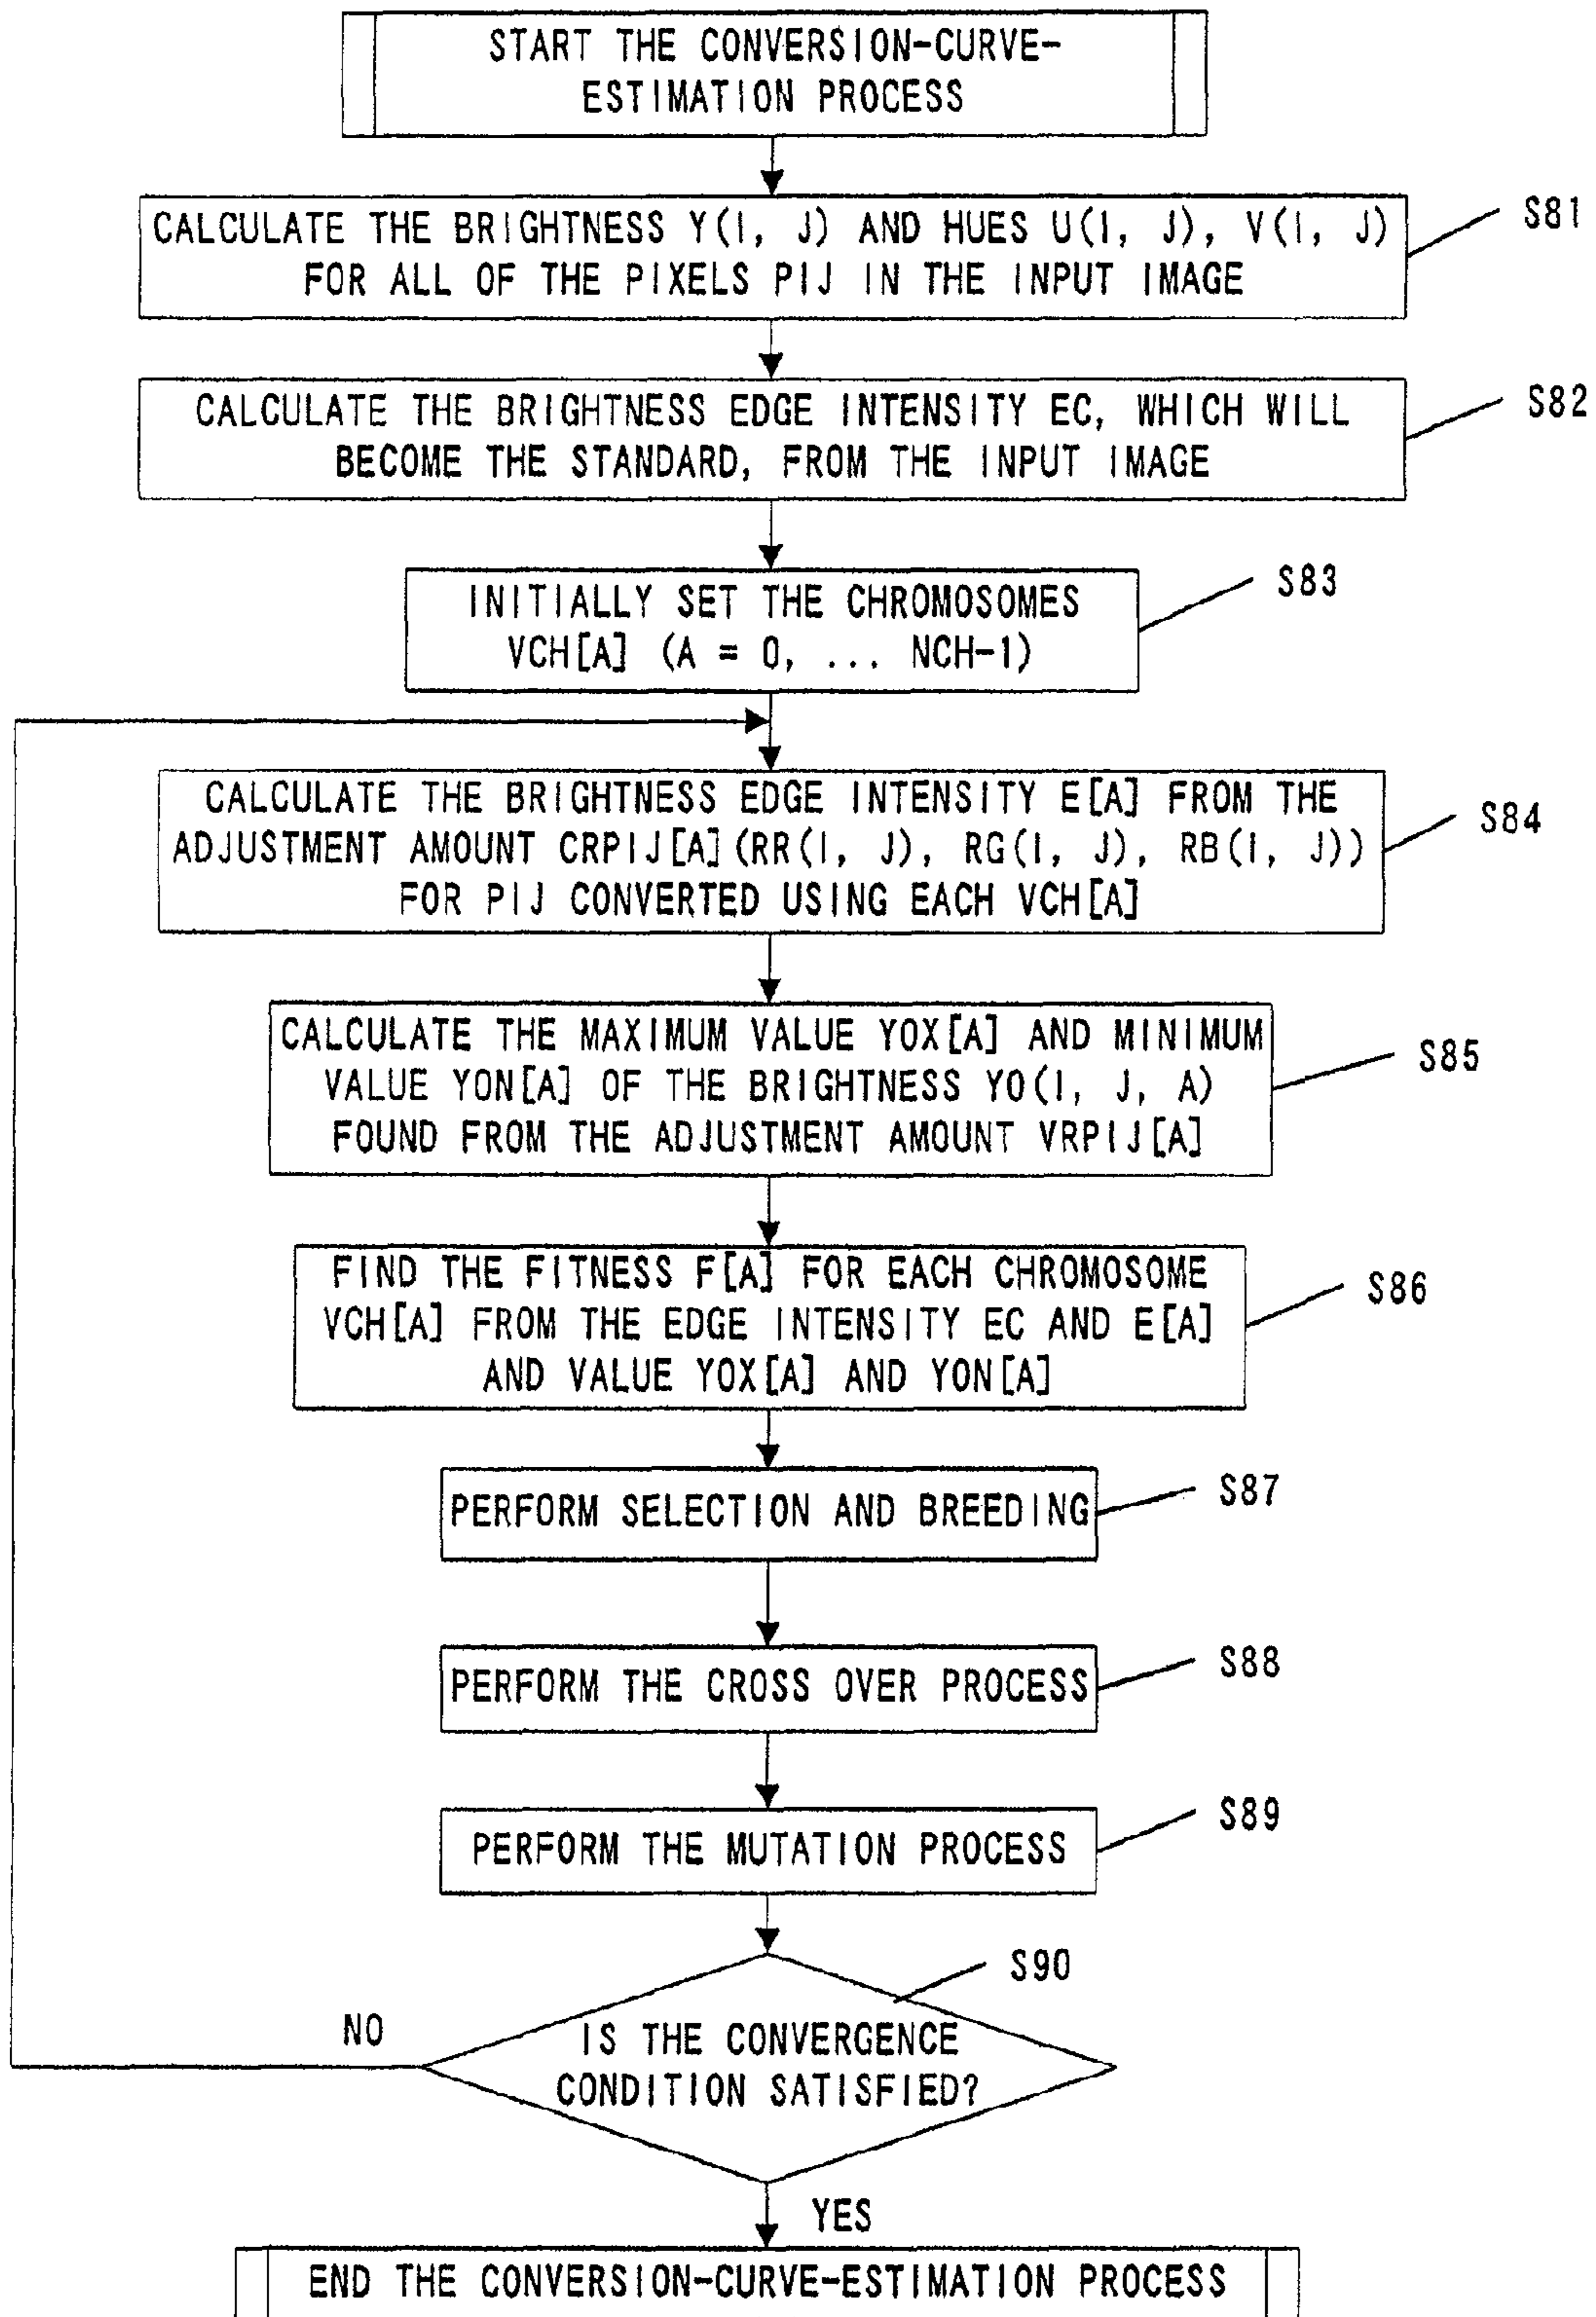 START THE CONVERSION-CURVE-
ESTIMATION PROCESS
CALCULATE THE BRIGHTNESS Y(I, J) AND HUES U(I, J), V(I, J)
FOR ALL OF THE PIXELS PIJ IN THE INPUT IMAGE
S81
CALCULATE THE BRIGHTNESS EDGE INTENSITY EC, WHICH WILL
BECOME THE STANDARD, FROM THE INPUT IMAGE
S82
INITIALLY SET THE CHROMOSOMES
VCH[A] (A = 0, ... NCH-1)
S83
CALCULATE THE BRIGHTNESS EDGE INTENSITY E[A] FROM THE
ADJUSTMENT AMOUNT CRPIJ[A](RR(I, J), RG(I, J), RB(I, J))
FOR PIJ CONVERTED USING EACH VCH[A]
S84
CALCULATE THE MAXIMUM VALUE YOX[A] AND MINIMUM
VALUE YON[A] OF THE BRIGHTNESS YO(I, J, A)
FOUND FROM THE ADJUSTMENT AMOUNT VRPIJ[A]
S85
FIND THE FITNESS F[A] FOR EACH CHROMOSOME
VCH[A] FROM THE EDGE INTENSITY EC AND E[A]
AND VALUE YOX[A] AND YON[A]
S86
PERFORM SELECTION AND BREEDING
S87
PERFORM THE CROSS OVER PROCESS
S88
PERFORM THE MUTATION PROCESS
S89
S90
NO
IS THE CONVERGENCE
CONDITION SATISFIED?
YES
END THE CONVERSION-CURVE-ESTIMATION PROCESS